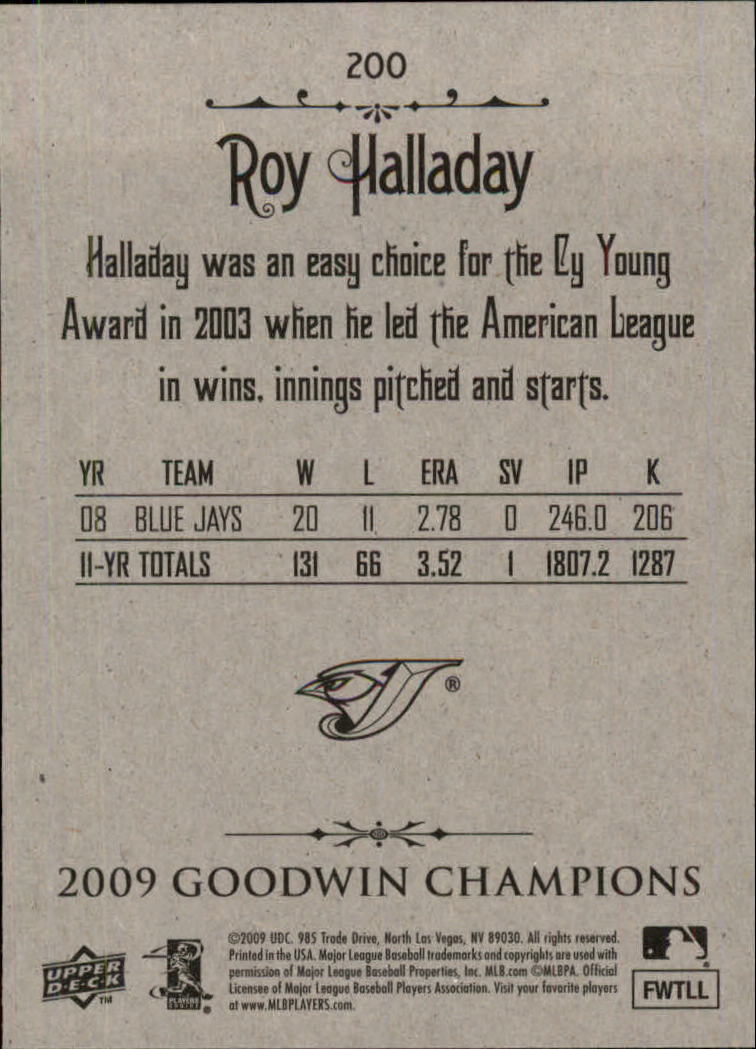 200
Roy Halladay
Halladay was an easy choice for the Cy Young
Award in 2003 when he led the American League
in wins, innings pitched and starts.
YR TEAM W L ERA SV IP K
08 BLUE JAYS 20 11 2.78 0 246.0 206
11-YR TOTALS 131 66 3.52 1 1807.2 1287
®
2009 GOODWIN CHAMPIONS
UPPER
D·E·C·K
TM
PLAYERS
®
©2009 UDC. 985 Trade Drive, North Las Vegas, NV 89030. All rights reserved.
Printed in the USA. Major League Baseball trademarks and copyrights are used with
permission of Major League Baseball Properties, Inc. MLB.com ©MLBPA. Official
Licensee of Major League Baseball Players Association. Visit your favorite players
at www.MLBPLAYERS.com.
FWTLL